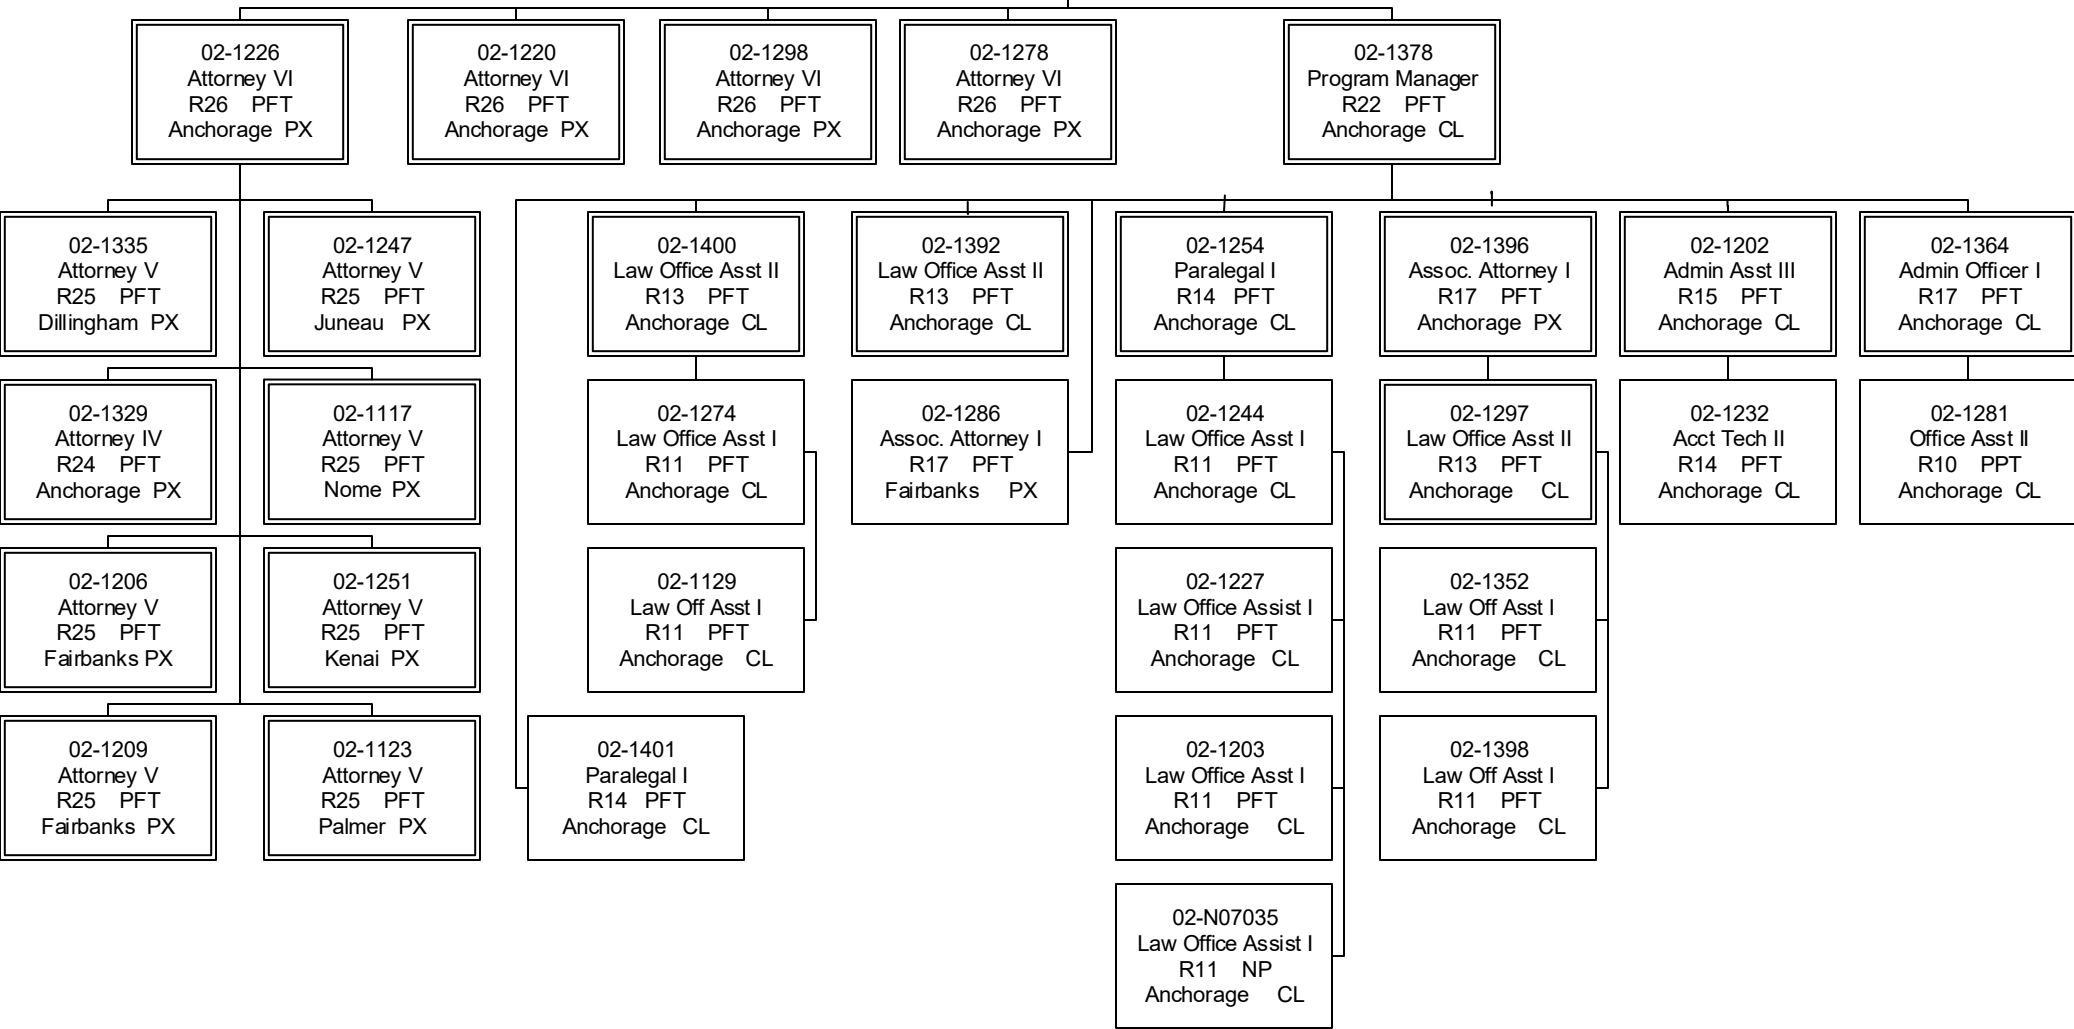 02-1226
Attorney VI
R26 PFT
Anchorage PX
02-1220
Attorney VI
R26 PFT
Anchorage PX
02-1298
Attorney VI
R26 PFT
Anchorage PX
02-1278
Attorney VI
R26 PFT
Anchorage PX
02-1378
Program Manager
R22 PFT
Anchorage CL
02-1335
Attorney V
R25 PFT
Dillingham PX
02-1247
Attorney V
R25 PFT
Juneau PX
02-1400
Law Office Asst II
R13 PFT
Anchorage CL
02-1392
Law Office Asst II
R13 PFT
Anchorage CL
02-1254
Paralegal I
R14 PFT
Anchorage CL
02-1396
Assoc. Attorney I
R17 PFT
Anchorage PX
02-1202
Admin Asst III
R15 PFT
Anchorage CL
02-1364
Admin Officer I
R17 PFT
Anchorage CL
02-1329
Attorney IV
R24 PFT
Anchorage PX
02-1117
Attorney V
R25 PFT
Nome PX
02-1274
Law Office Asst I
R11 PFT
Anchorage CL
02-1286
Assoc. Attorney I
R17 PFT
Fairbanks PX
02-1244
Law Office Asst I
R11 PFT
Anchorage CL
02-1297
Law Office Asst II
R13 PFT
Anchorage CL
02-1232
Acct Tech II
R14 PFT
Anchorage CL
02-1281
Office Asst II
R10 PPT
Anchorage CL
02-1206
Attorney V
R25 PFT
Fairbanks PX
02-1251
Attorney V
R25 PFT
Kenai PX
02-1129
Law Off Asst I
R11 PFT
Anchorage CL
02-1227
Law Office Assist I
R11 PFT
Anchorage CL
02-1352
Law Off Asst I
R11 PFT
Anchorage CL
02-1209
Attorney V
R25 PFT
Fairbanks PX
02-1123
Attorney V
R25 PFT
Palmer PX
02-1401
Paralegal I
R14 PFT
Anchorage CL
02-1203
Law Office Asst I
R11 PFT
Anchorage CL
02-1398
Law Off Asst I
R11 PFT
Anchorage CL
02-N07035
Law Office Assist I
R11 NP
Anchorage CL